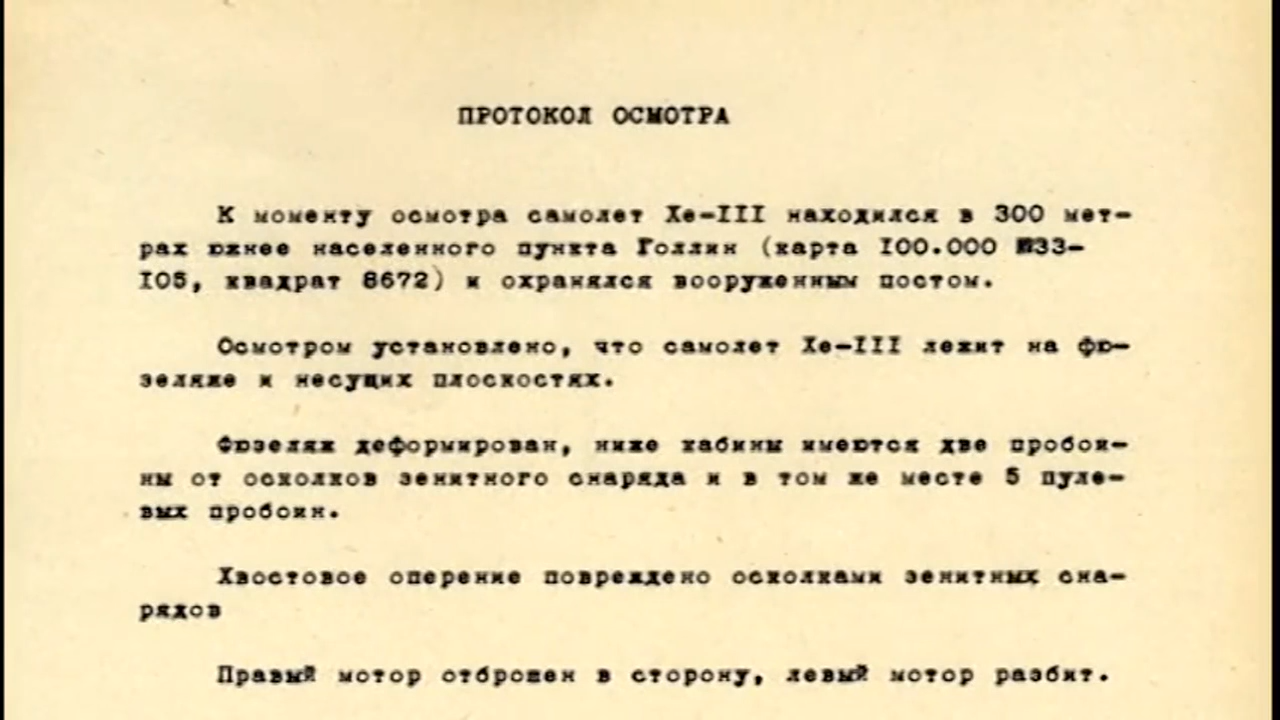 ПРОТОКОЛ ОСМОТРА
К моменту осмотра самолет Хе-III находился в 300 мет-
рах южнее населенного пункта Голлин (карта I00.000 №33-
I05, квадрат 8672) и охранялся вооруженным постом.
Осмотром установлено, что самолет Хе-III лежит на фю-
зеляже и несущих плоскостях.
Фюзеляж деформирован, ниже кабины имеются две пробои-
ны от осколков зенитного снаряда и в том же месте 5 пуле-
вых пробоин.
Хвостовое оперение повреждено осколками зенитных сна-
рядов
Правый мотор отброшен в сторону, левый мотор разбит.